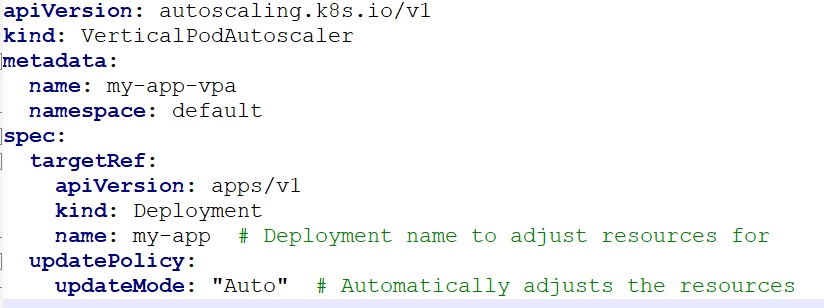 apiVersion: autoscaling.k8s.io/v1
kind: VerticalPodAutoscaler
metadata:
  name: my-app-vpa
  namespace: default
spec:
  targetRef:
    apiVersion: apps/v1
    kind: Deployment
    name: my-app  # Deployment name to adjust resources for
  updatePolicy:
    updateMode: "Auto"  # Automatically adjusts the resources